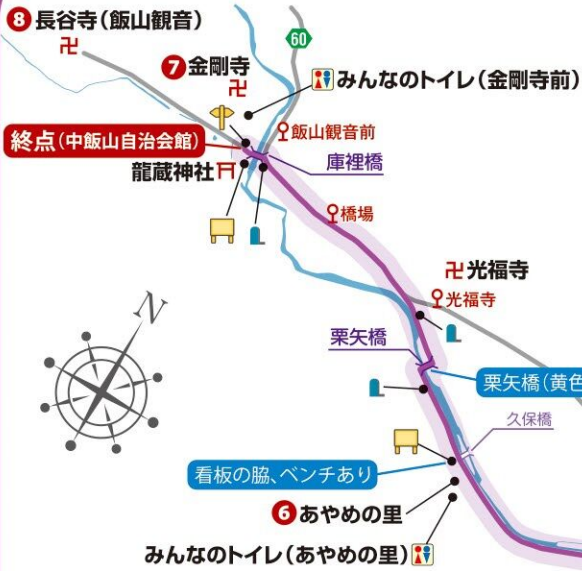 8 長谷寺(飯山観音)
卍
60
7 金剛寺
卍
みんなのトイレ(金剛寺前)
飯山観音前
終点(中飯山自治会館)
庫裡橋
龍蔵神社
橋場
卍光福寺
光福寺
N
栗矢橋
栗矢橋(黄色
久保橋
看板の脇、ベンチあり
6 あやめの里
みんなのトイレ(あやめの里)